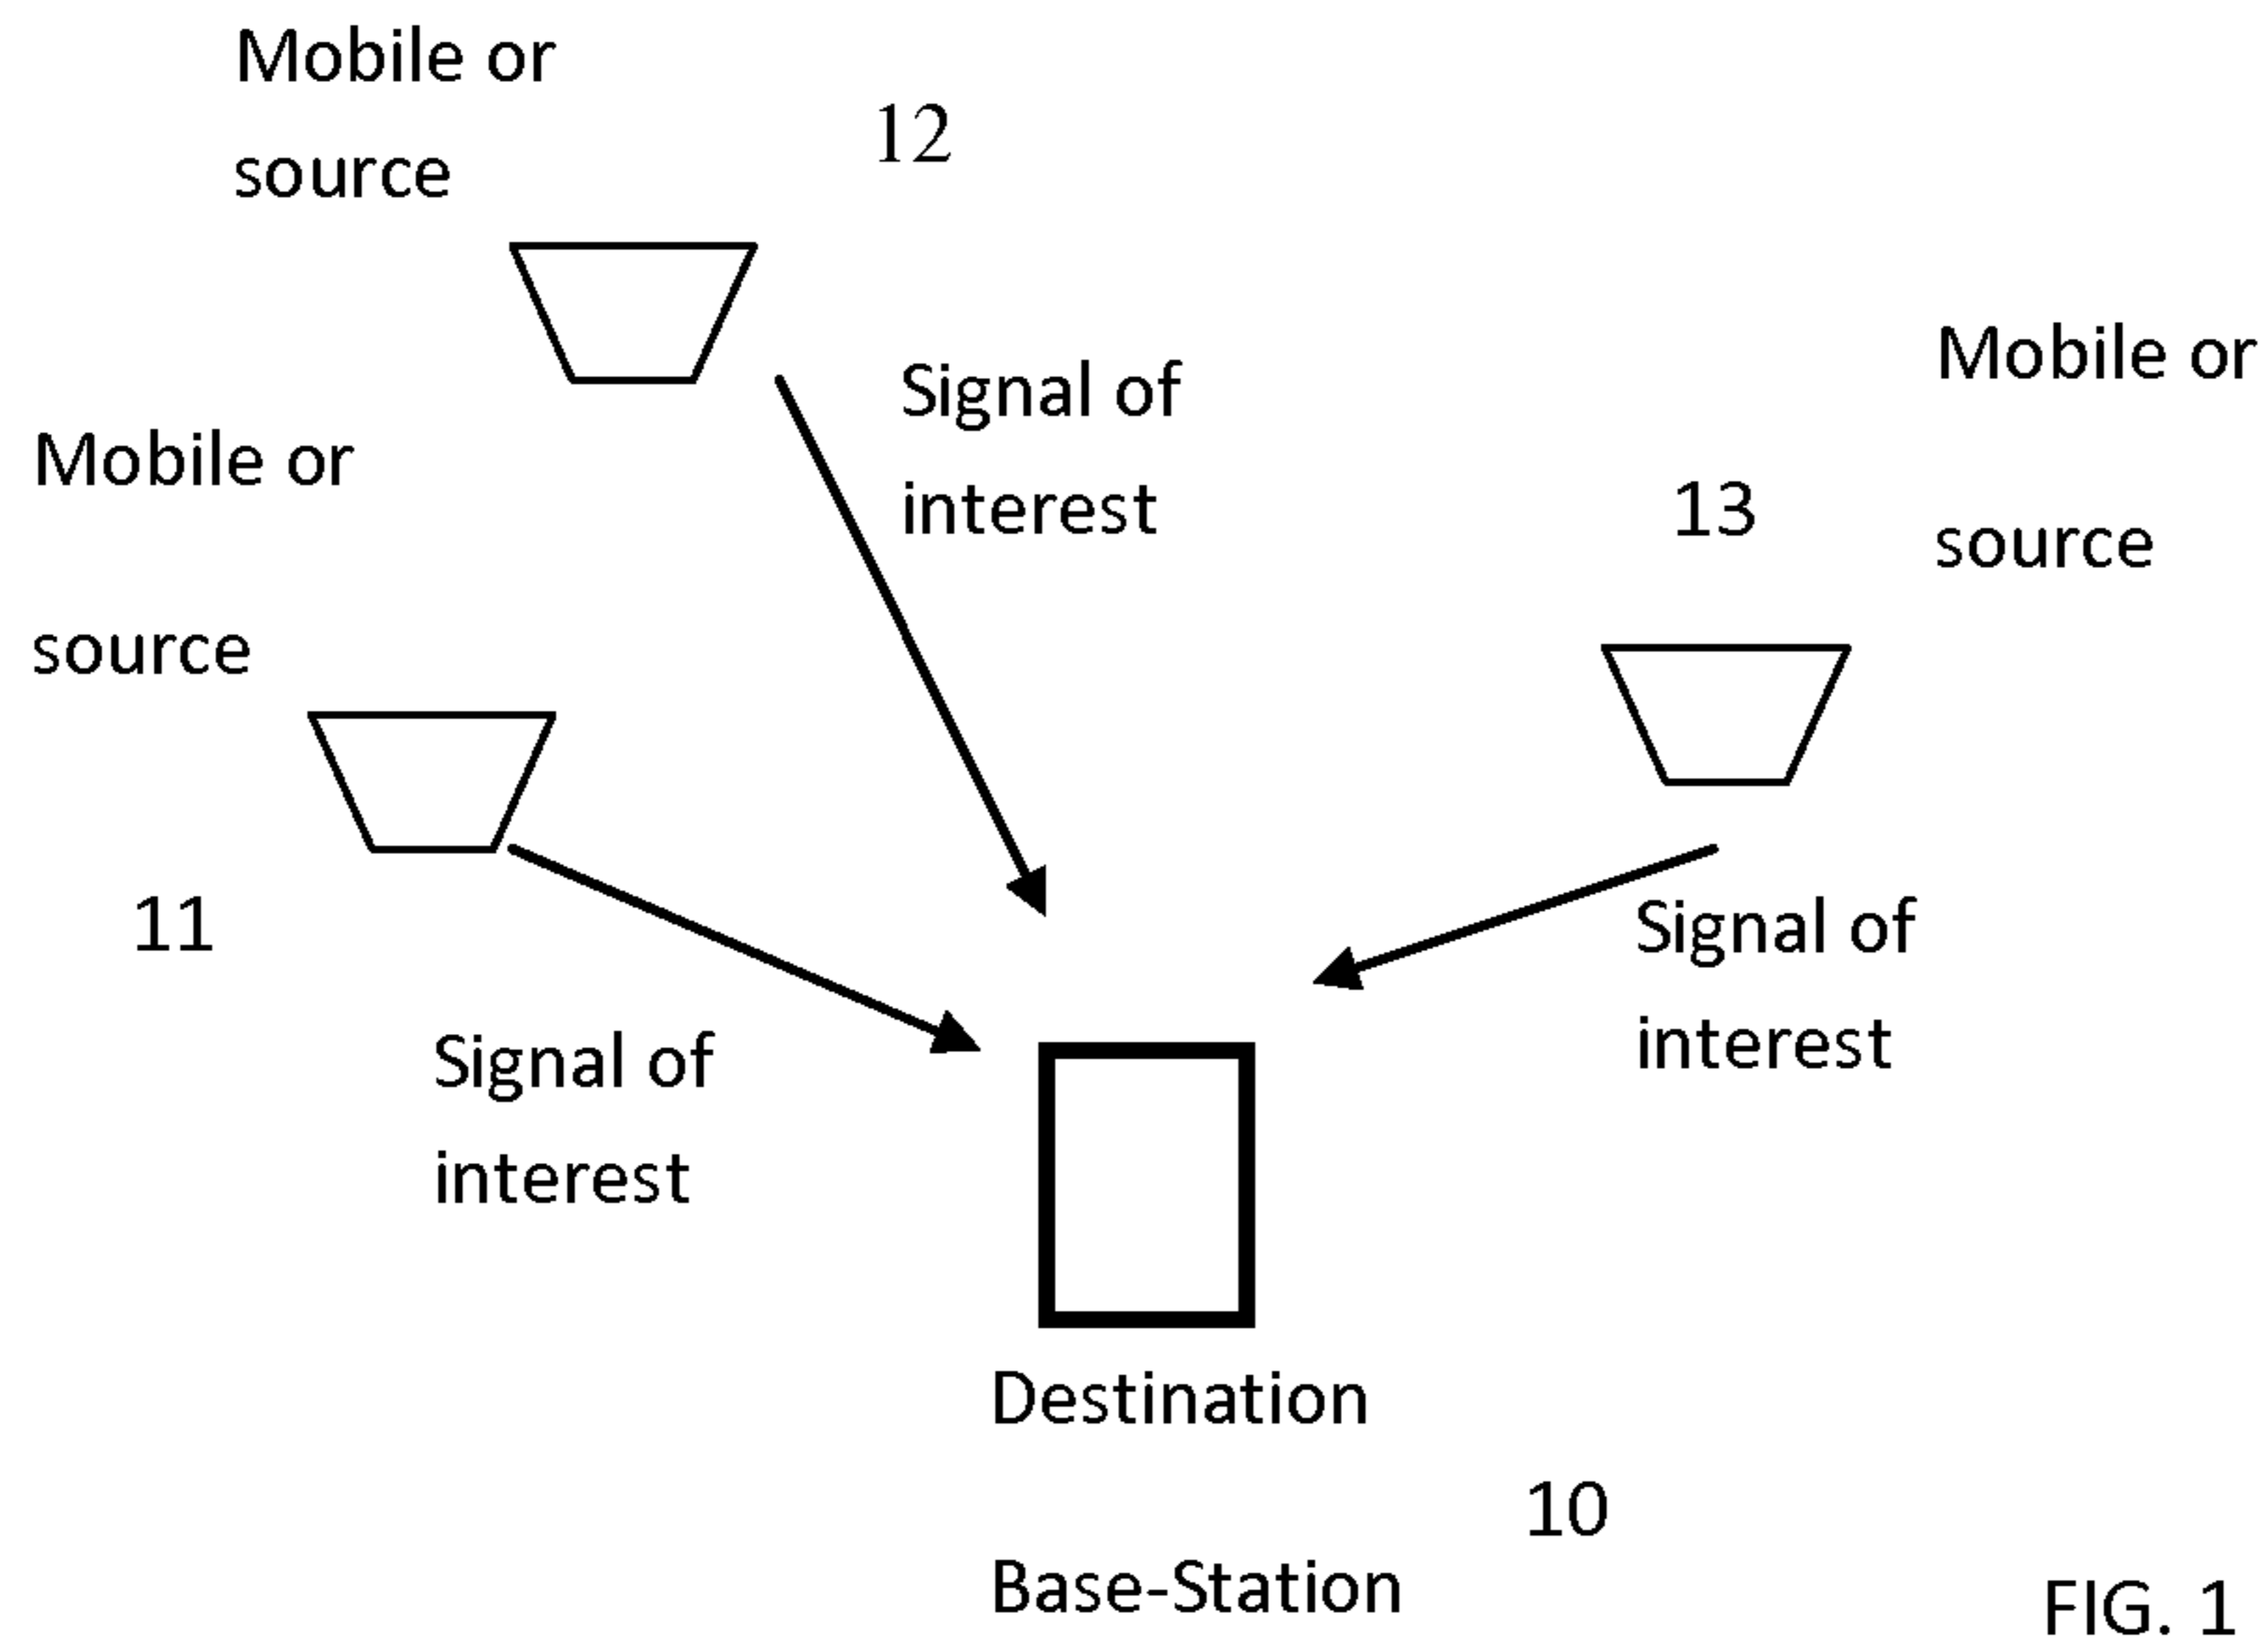 Mobile or
source
12
Signal of
interest
Mobile or
source
13
Mobile or
source
11
Signal of
interest
Signal of
interest
Destination
Base-Station
10
FIG. 1